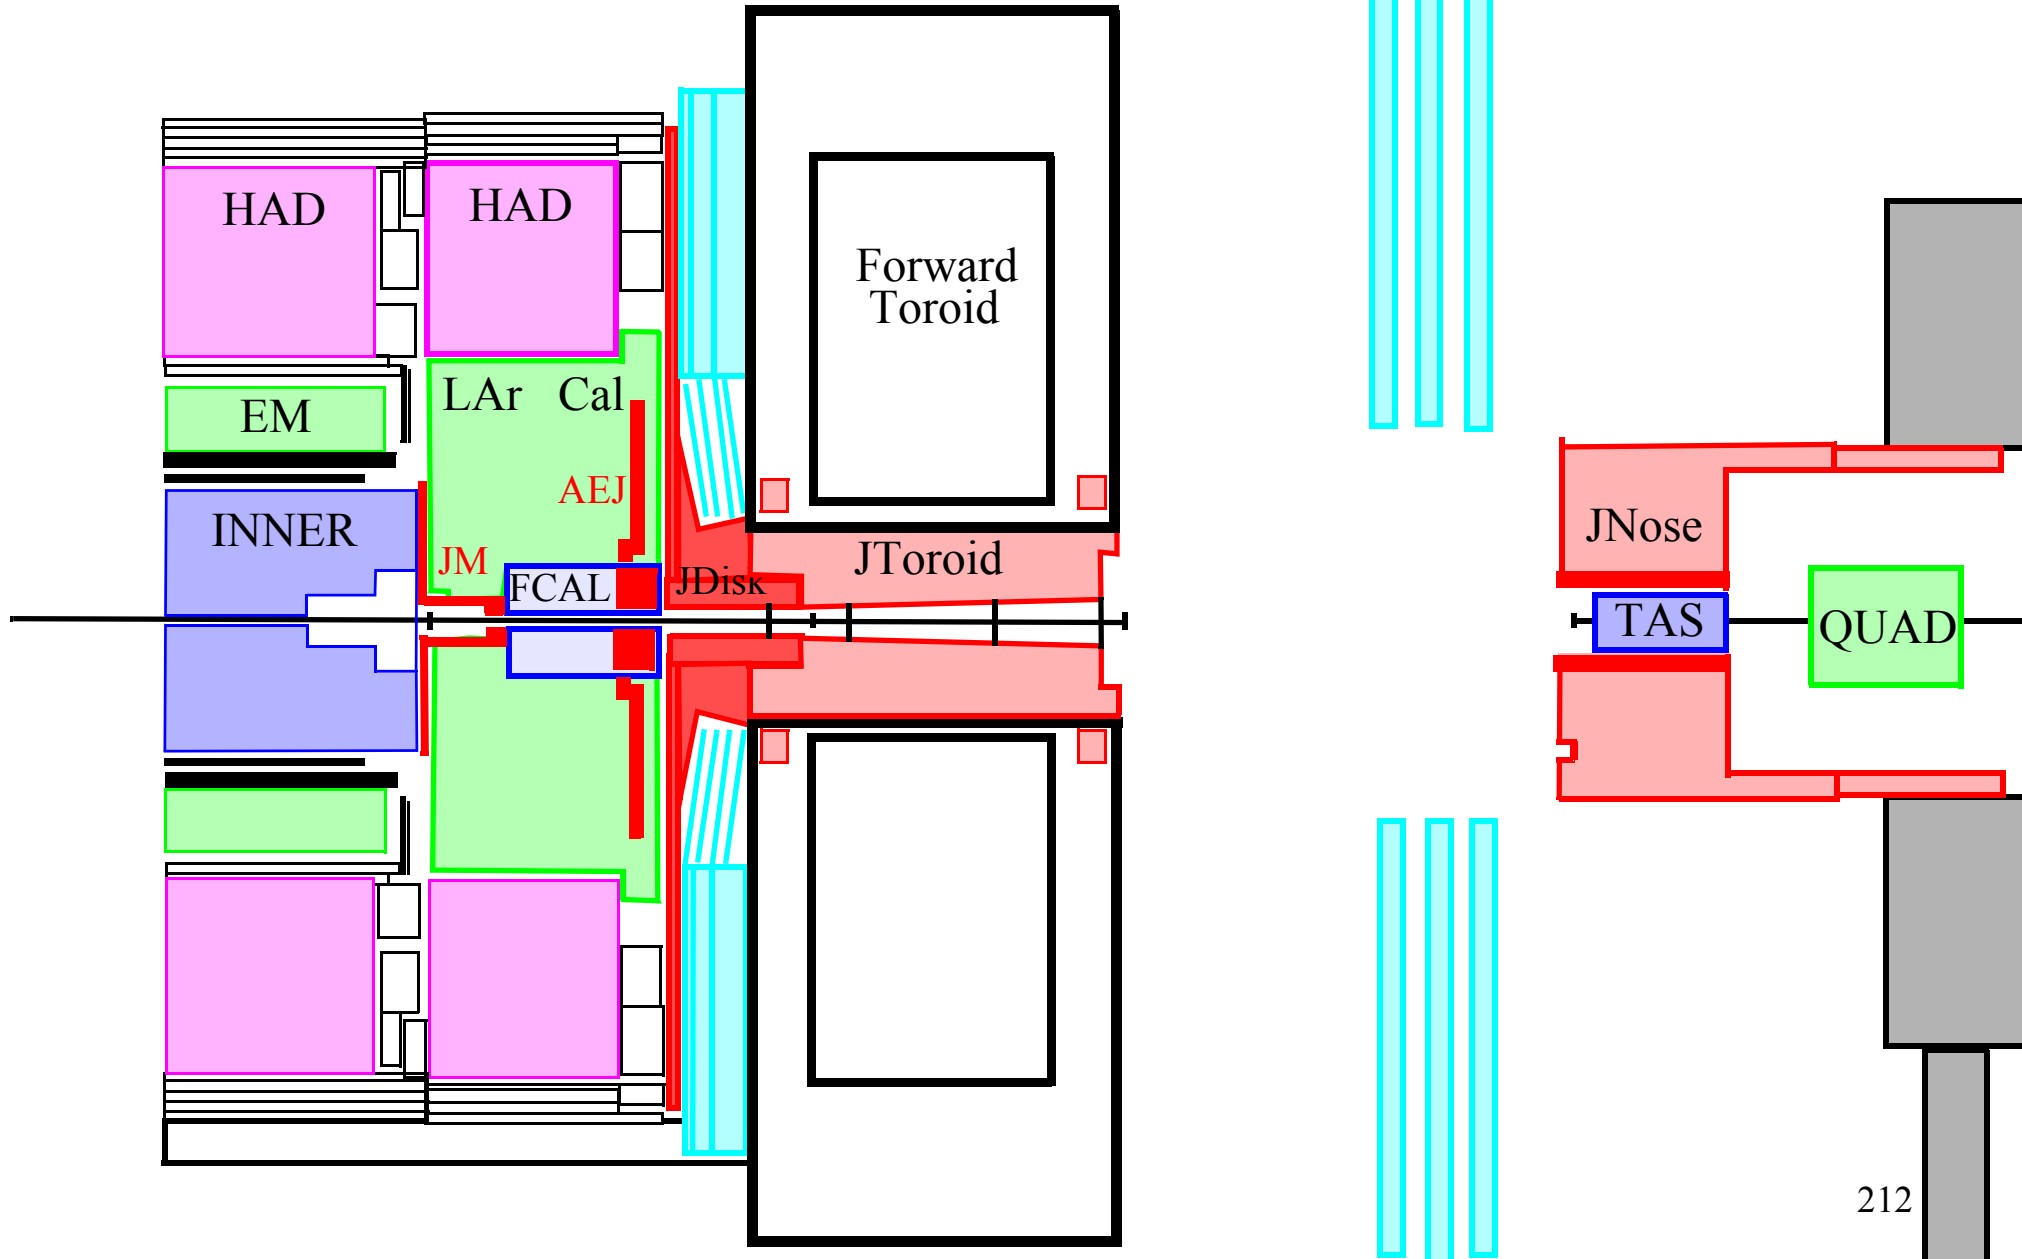 HAD
HAD
Forward
Toroid
LAr Cal
EM
AEJ
INNER
JM
FCAL
JDisk
JToroid
JNose
TAS
QUAD
212